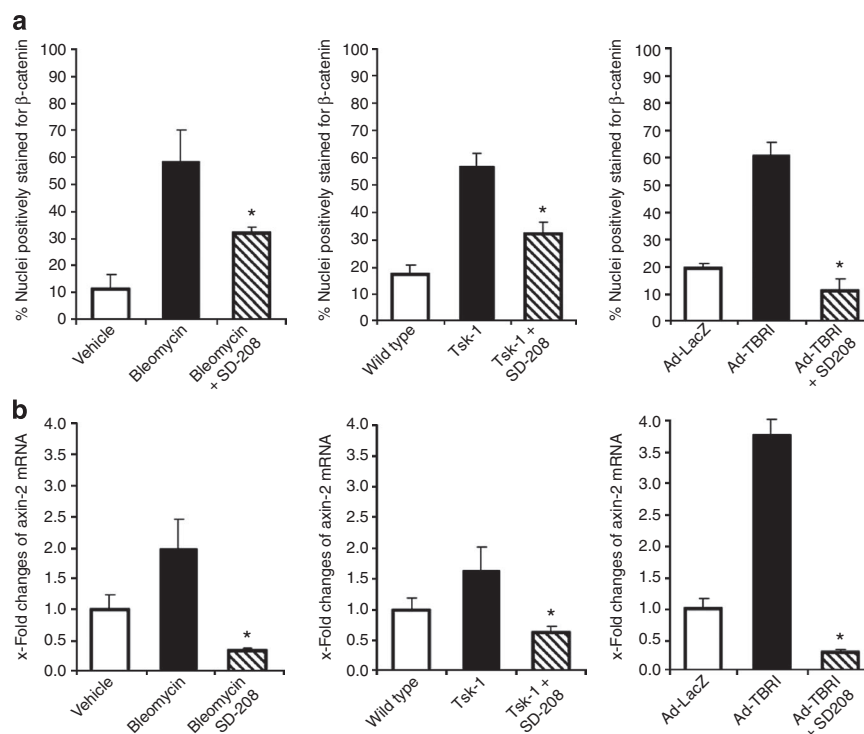 a
% Nuclei positively stained for β-catenin
100
90
80
70
60
50
40
30
20
10
0
*
Vehicle
Bleomycin
Bleomycin
+ SD-208
% Nuclei positively stained for β-catenin
100
90
80
70
60
50
40
30
20
10
0
*
Wild type
Tsk-1
Tsk-1 +
SD-208
% Nuclei positively stained for β-catenin
100
90
80
70
60
50
40
30
20
10
0
*
Ad-LacZ
Ad-TBRI
Ad-TBRI
+ SD208
b
x-Fold changes of axin-2 mRNA
4.0
3.5
3.0
2.5
2.0
1.5
1.0
0.5
0.0
*
Vehicle
Bleomycin
Bleomycin
SD-208
x-Fold changes of axin-2 mRNA
4.0
3.5
3.0
2.5
2.0
1.5
1.0
0.5
0.0
*
Wild type
Tsk-1
Tsk-1 +
SD-208
x-Fold changes of axin-2 mRNA
4.0
3.5
3.0
2.5
2.0
1.5
1.0
0.5
0.0
*
Ad-LacZ
Ad-TBRI
Ad-TBRI
+ SD208